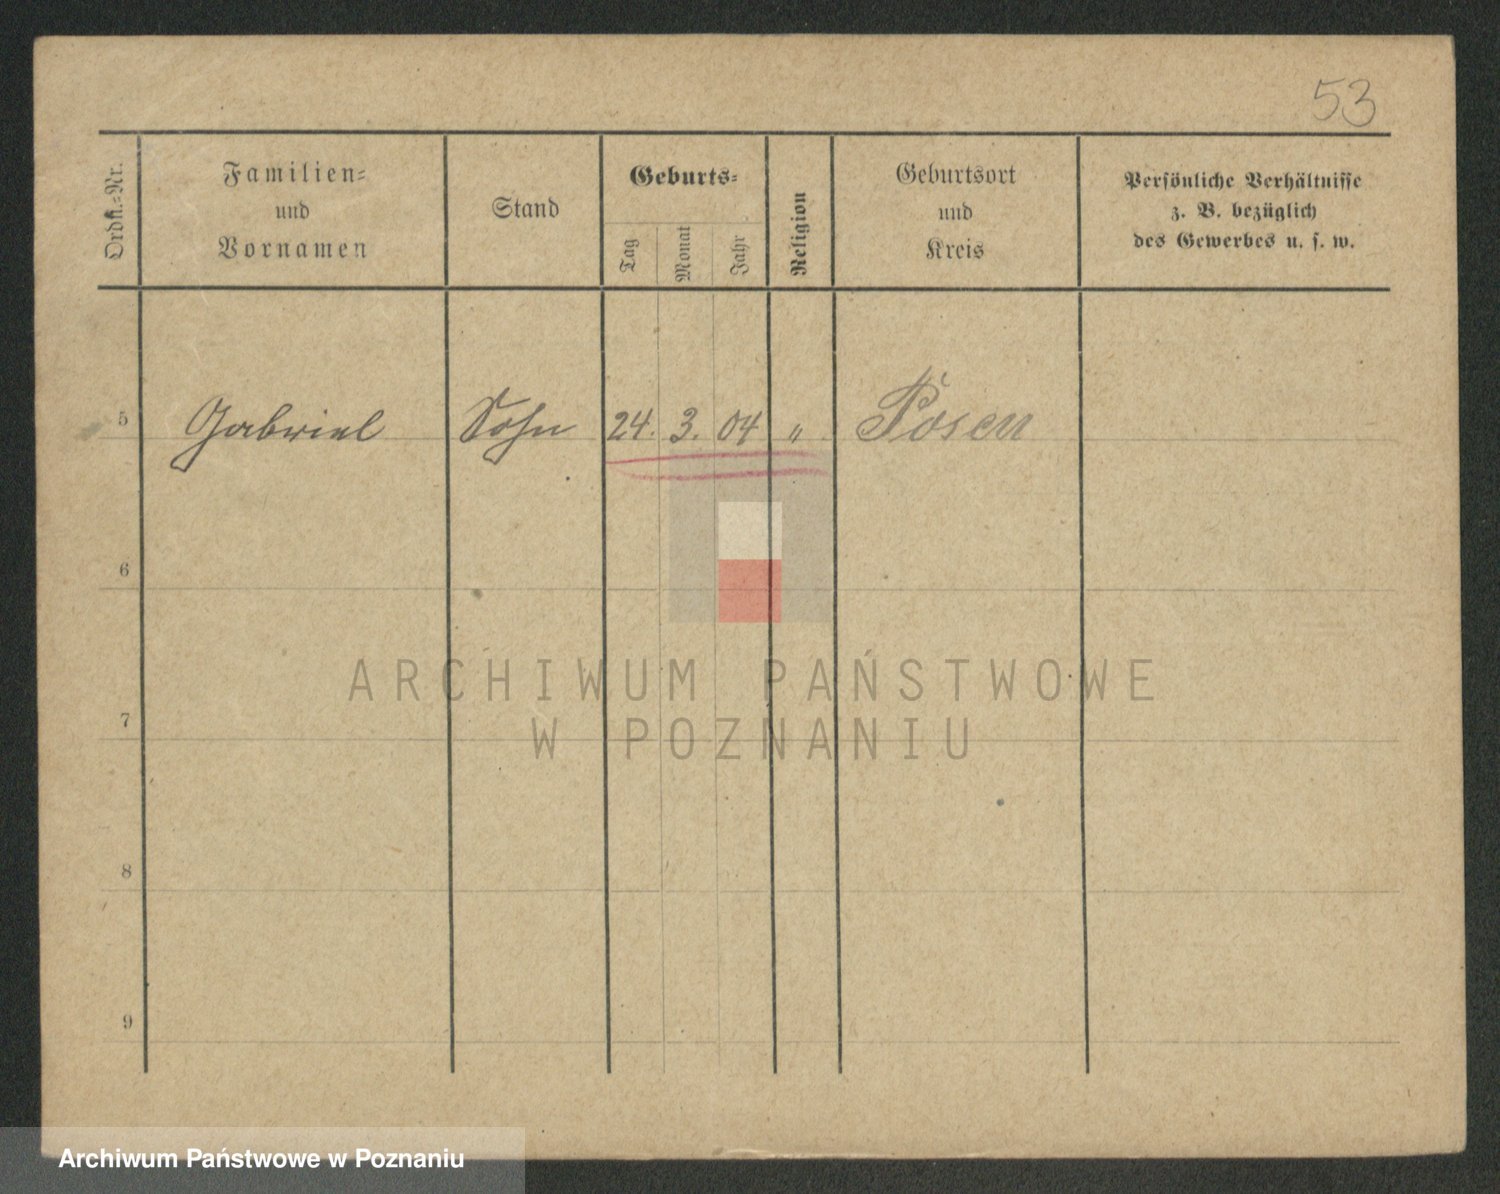 53
Ordn.-Nr.
Familien-
und
Vornamen
Stand
Geburts-
Tag
Monat
Jahr
Religion
Geburtsort
und
Kreis
Persönliche Verhältnisse
z. B. bezüglich
des Gewerbes u. s. w.
5 Gabriel Sohn 24. 3. 04 " Posen
6
7
8
9
ARCHIWUM PAŃSTWOWE
W POZNANIU
Archiwum Państwowe w Poznaniu